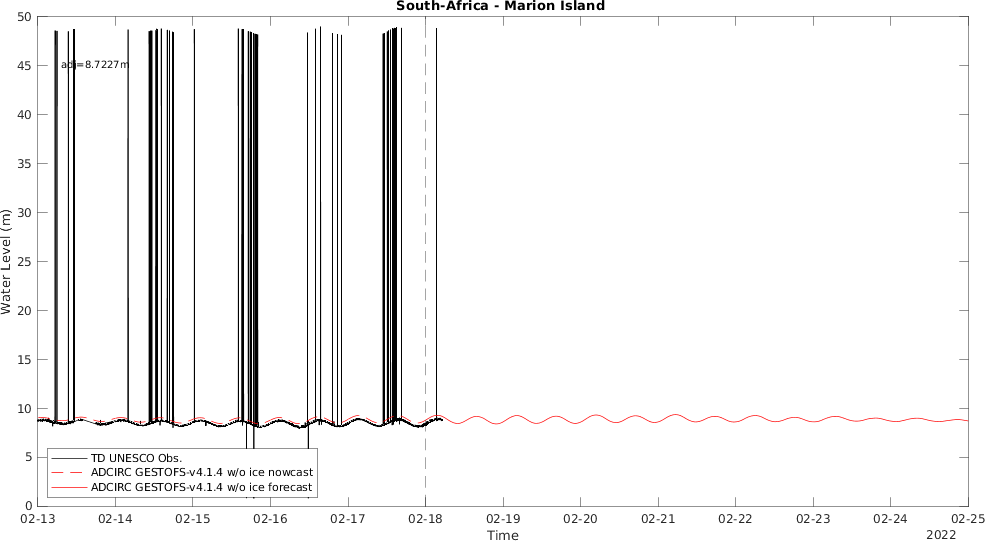 South-Africa - Marion Island
50
45
40
35
30
25
20
15
10
5
0
Water Level (m)
adj=8.7227m
TD UNESCO Obs.
ADCIRC GESTOFS-v4.1.4 w/o ice nowcast
ADCIRC GESTOFS-v4.1.4 w/o ice forecast
02-13 02-14 02-15 02-16 02-17 02-18 02-19 02-20 02-21 02-22 02-23 02-24 02-25
Time
2022